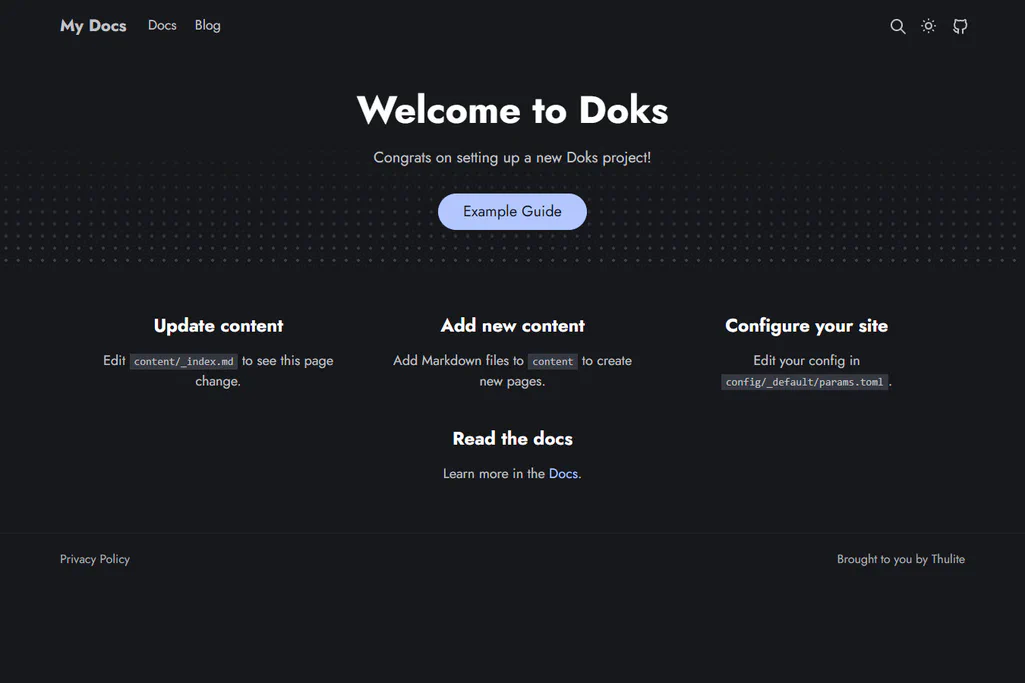 My Docs Docs Blog
Welcome to Doks
Congrats on setting up a new Doks project!
Example Guide
Update content
Edit content/_index.md to see this page
change.
Add new content
Add Markdown files to content to create
new pages.
Configure your site
Edit your config in
config/_default/params.toml.
Read the docs
Learn more in the Docs.
Privacy Policy
Brought to you by Thulite